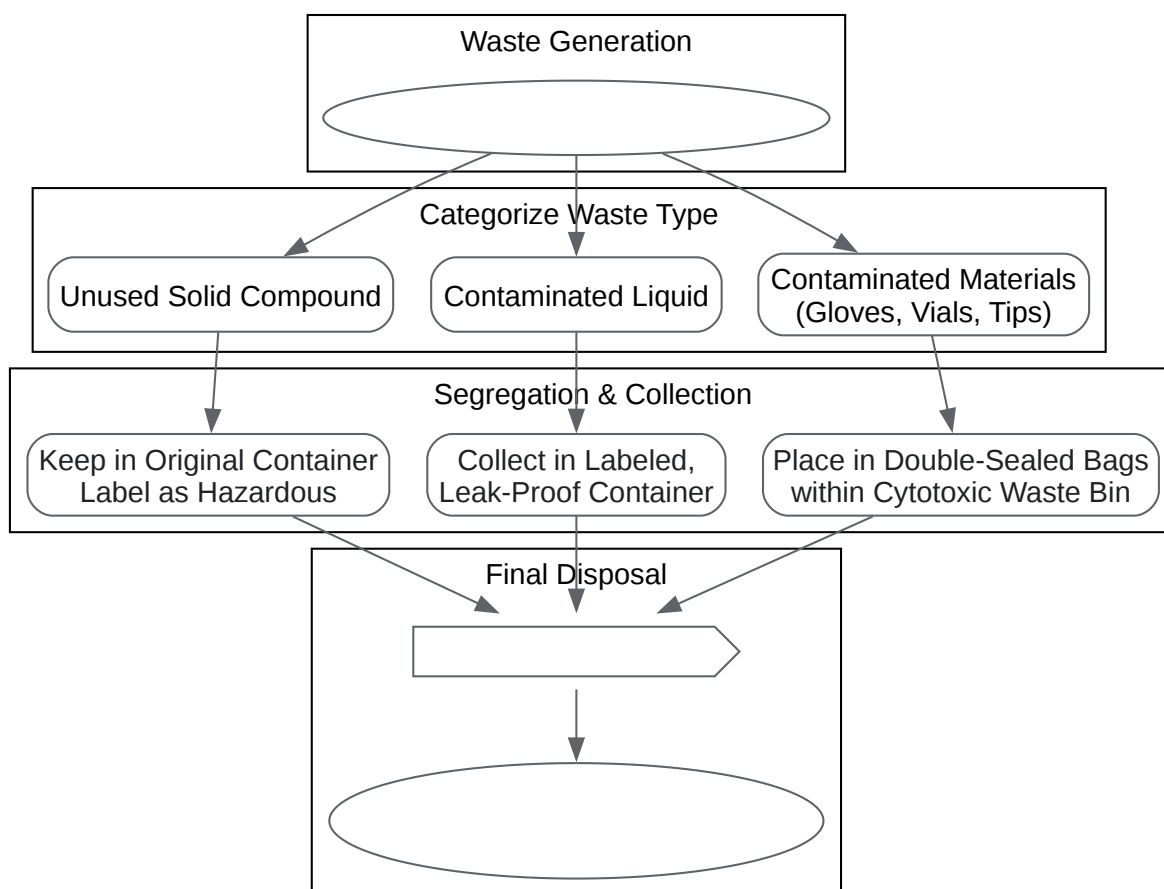 Waste Generation
Categorize Waste Type
Unused Solid Compound
Contaminated Liquid
Contaminated Materials
(Gloves, Vials, Tips)
Segregation & Collection
Keep in Original Container
Label as Hazardous
Collect in Labeled,
Leak-Proof Container
Place in Double-Sealed Bags
within Cytotoxic Waste Bin
Final Disposal